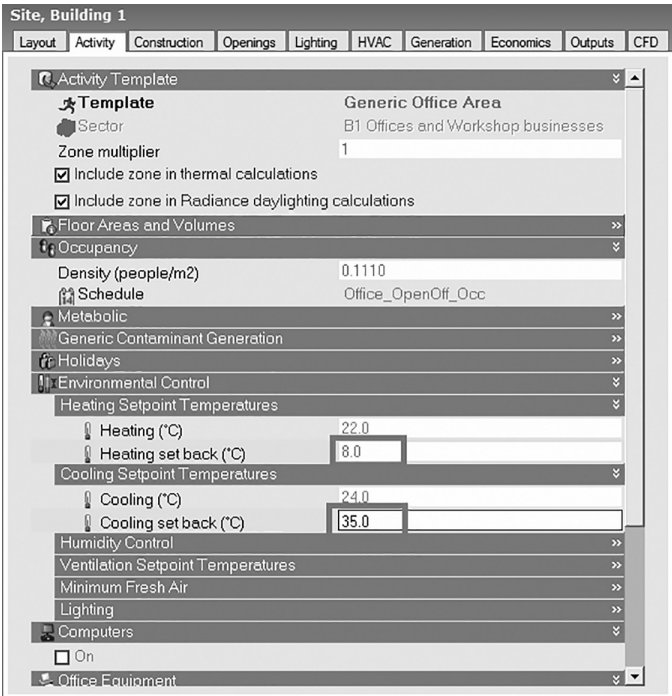 Site, Building 1
Layout Activity Construction Openings Lighting HVAC Generation Economics Outputs CFD
Activity Template
Template Generic Office Area
Sector B1 Offices and Workshop businesses
Zone multiplier 1
Include zone in thermal calculations
Include zone in Radiance daylighting calculations
Floor Areas and Volumes
Occupancy
Density (people/m2) 0.1110
Schedule Office_OpenOff_Occ
Metabolic
Generic Contaminant Generation
Holidays
Environmental Control
Heating Setpoint Temperatures
Heating (°C) 22.0
Heating set back (°C) 8.0
Cooling Setpoint Temperatures
Cooling (°C) 24.0
Cooling set back (°C) 35.0
Humidity Control
Ventilation Setpoint Temperatures
Minimum Fresh Air
Lighting
Computers
On
Office Equipment